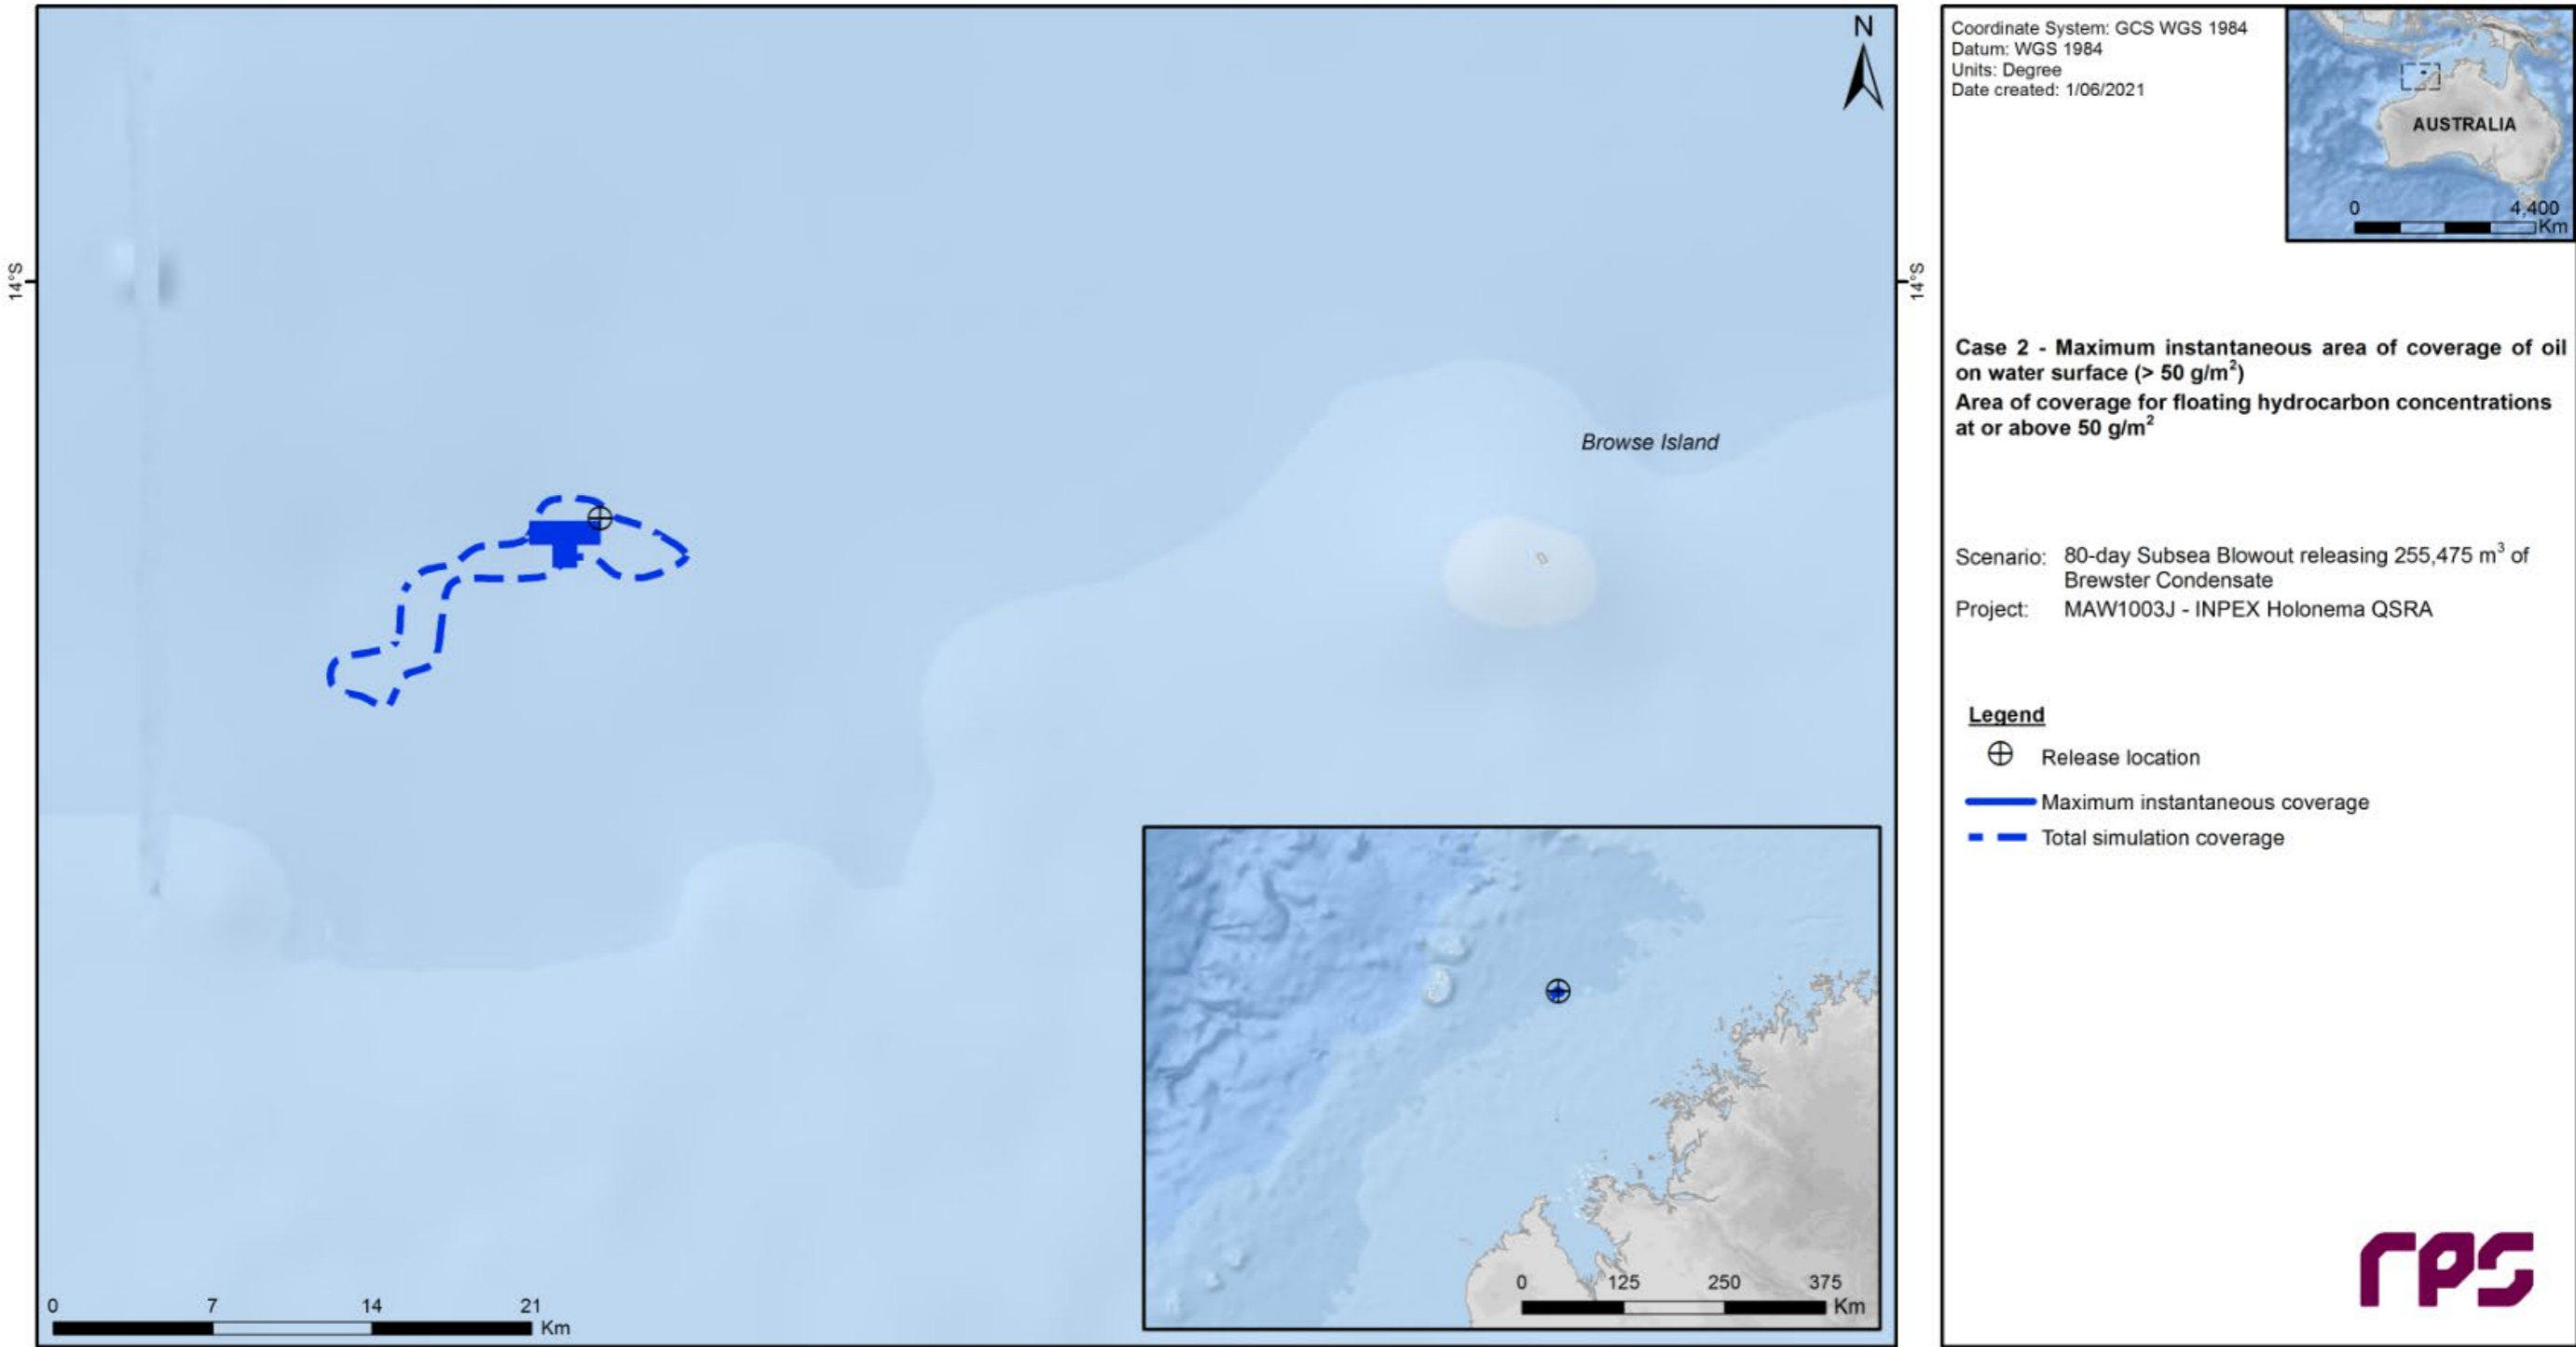 N
14°S
14°S
Browse Island
0 7 14 21
Km
0 125 250 375
Km
Coordinate System: GCS WGS 1984
Datum: WGS 1984
Units: Degree
Date created: 1/06/2021
AUSTRALIA
0 4,400
Km
Case 2 - Maximum instantaneous area of coverage of oil
on water surface (> 50 g/m²)
Area of coverage for floating hydrocarbon concentrations
at or above 50 g/m²
Scenario: 80-day Subsea Blowout releasing 255,475 m³ of
Brewster Condensate
Project: MAW1003J - INPEX Holonema QSRA
Legend
Release location
Maximum instantaneous coverage
Total simulation coverage
rps